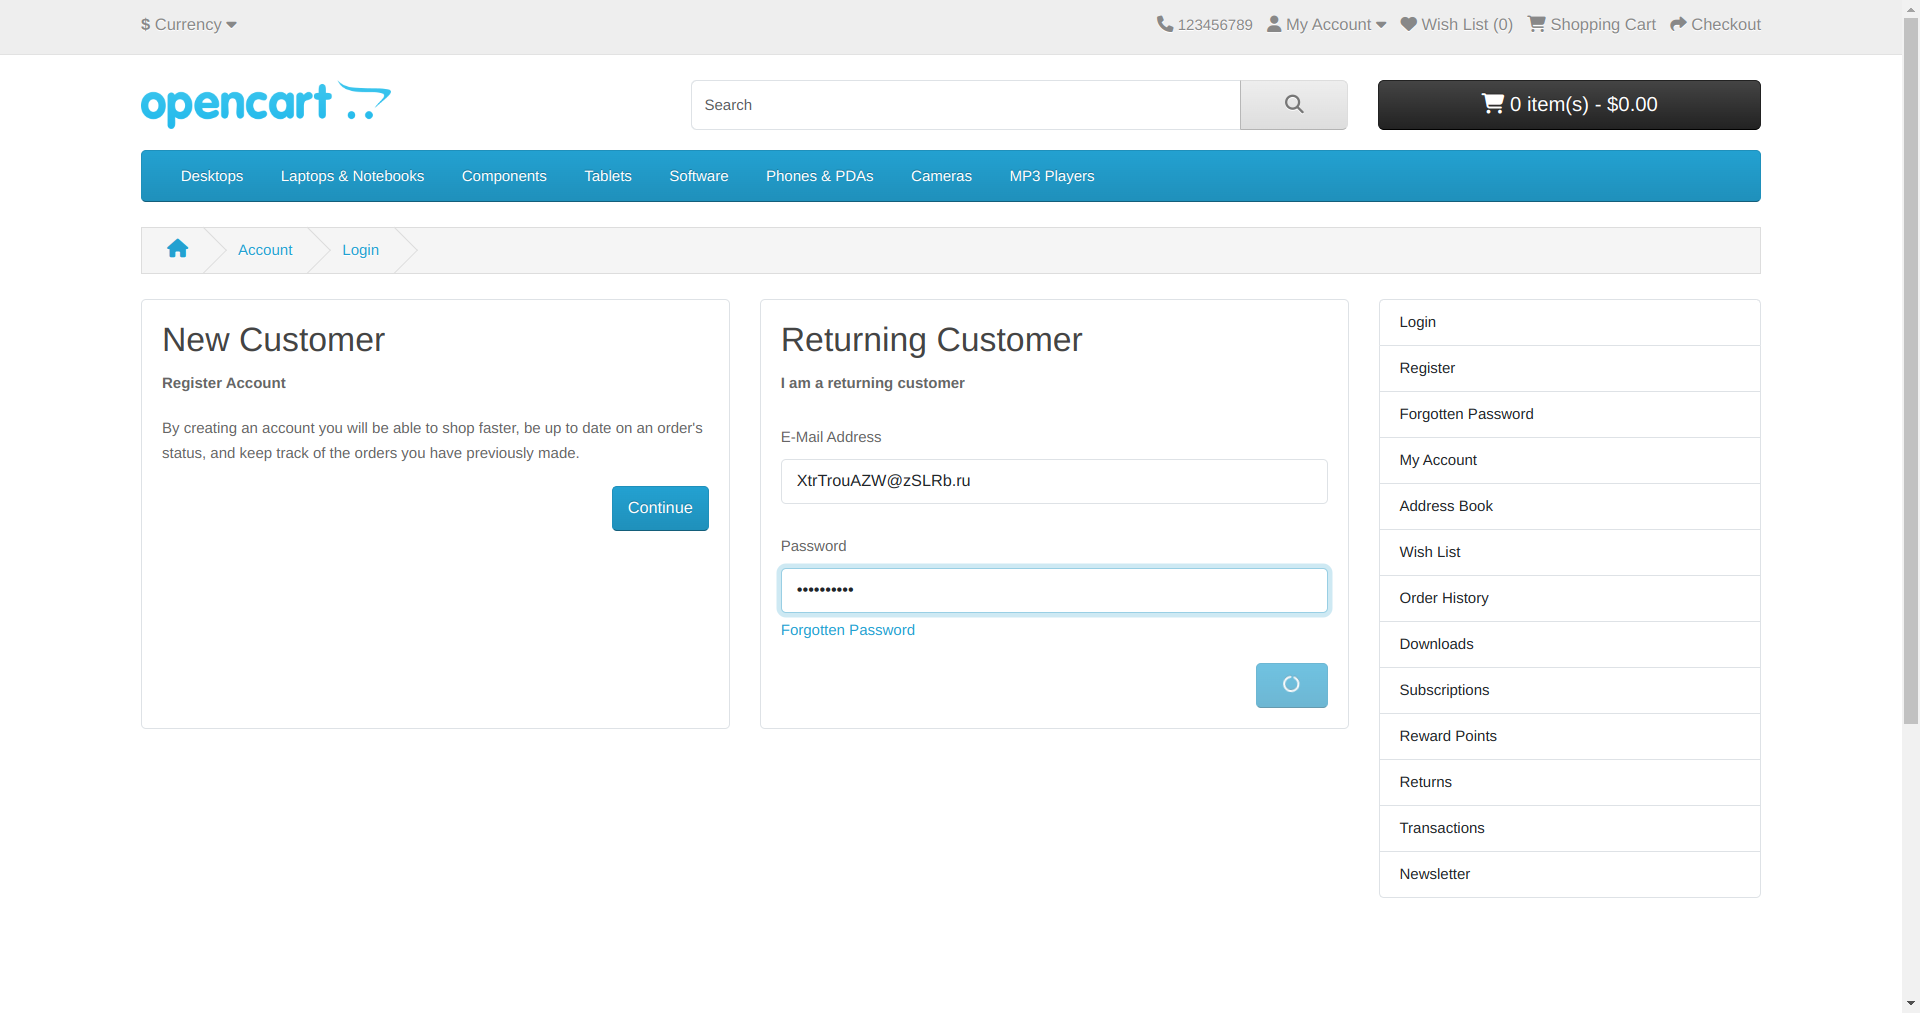 $ Currency
123456789 My Account Wish List (0) Shopping Cart Checkout
opencart
Search
0 item(s) - $0.00
Desktops Laptops & Notebooks Components Tablets Software Phones & PDAs Cameras MP3 Players
Account Login
New Customer
Register Account
By creating an account you will be able to shop faster, be up to date on an order's
status, and keep track of the orders you have previously made.
Continue
Returning Customer
I am a returning customer
E-Mail Address
XtrTrouAZW@zSLRb.ru
Password
••••••••••
Forgotten Password
Login
Register
Forgotten Password
My Account
Address Book
Wish List
Order History
Downloads
Subscriptions
Reward Points
Returns
Transactions
Newsletter